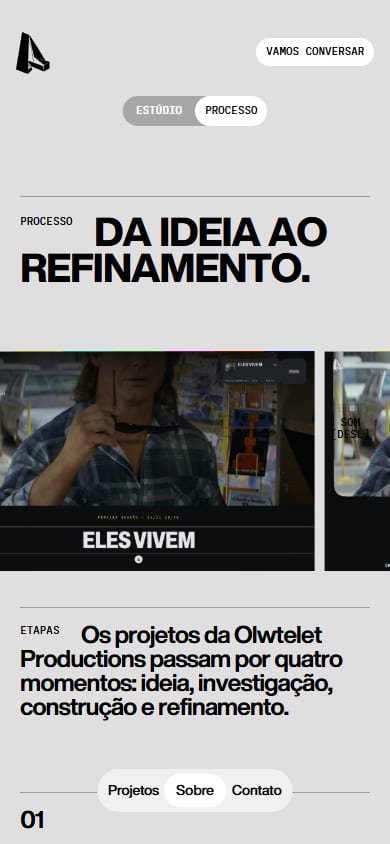 VAMOS CONVERSAR
ESTÚDIO PROCESSO
PROCESSO DA IDEIA AO
REFINAMENTO.
ELES VIVEM
SOM
ELES VIVEM
ETAPAS Os projetos da Olwtelet
Productions passam por quatro
momentos: ideia, investigação,
construção e refinamento.
Projetos Sobre Contato
01